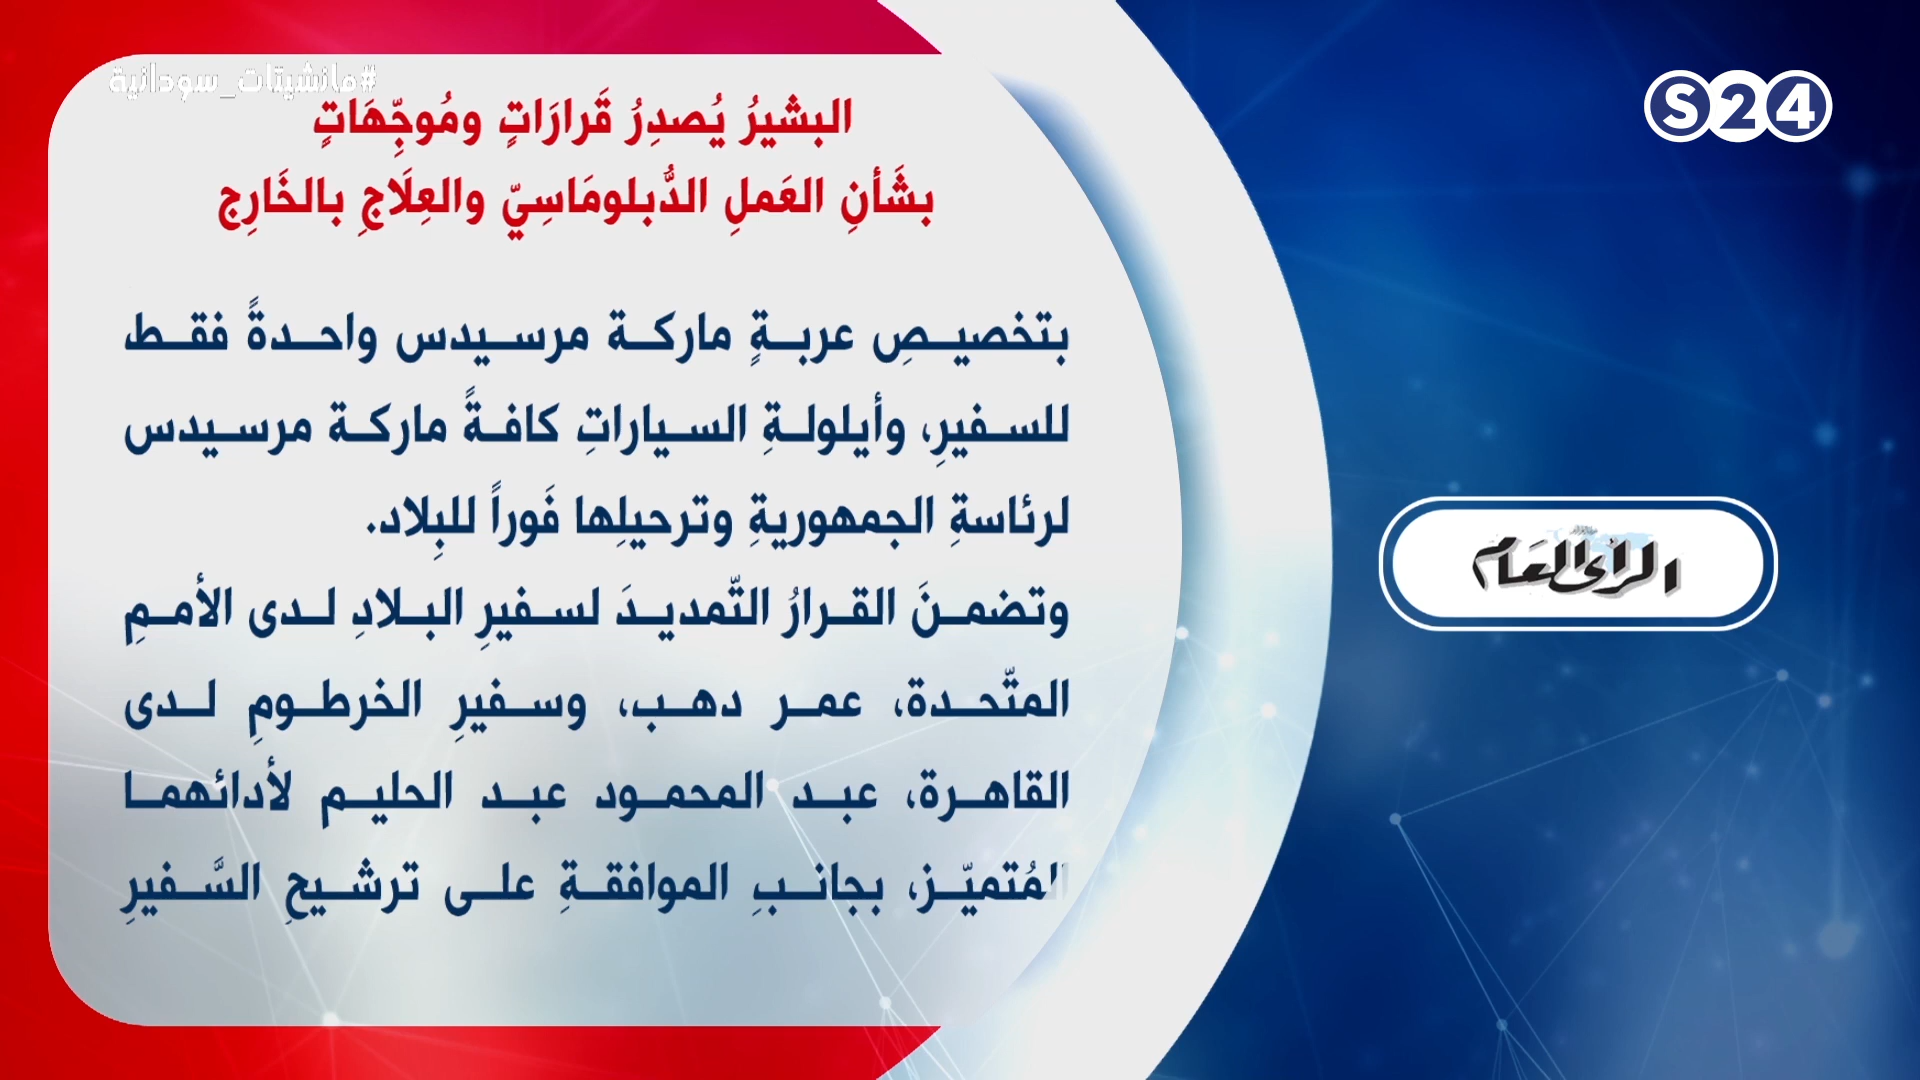 #مانشيتات_سودانية
S24
البشيرُ يُصدِرُ قَرارَاتٍ ومُوجِّهَاتٍ
بشَأنِ العَملِ الدُّبلومَاسِيّ والعِلَاجِ بالخَارِج
بتخصيصِ عربةٍ ماركة مرسيدس واحدةً فقط
للسفيرِ، وأيلولةِ السياراتِ كافةً ماركة مرسيدس
لرئاسةِ الجمهوريةِ وترحيلِها فَوراً للبِلاد.
وتضمنَ القرارُ التّمديدَ لسفيرِ البلادِ لدى الأممِ
المتّحدة، عمر دهب، وسفيرِ الخرطومِ لدى
القاهرة، عبد المحمود عبد الحليم لأدائهما
المُتميّز، بجانبِ الموافقةِ على ترشيحِ السَّفيرِ
الرأي العام